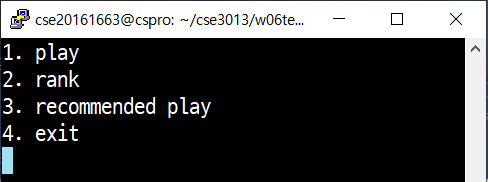 cse20161663@cspro: ~/cse3013/w06te...
1. play
2. rank
3. recommended play
4. exit